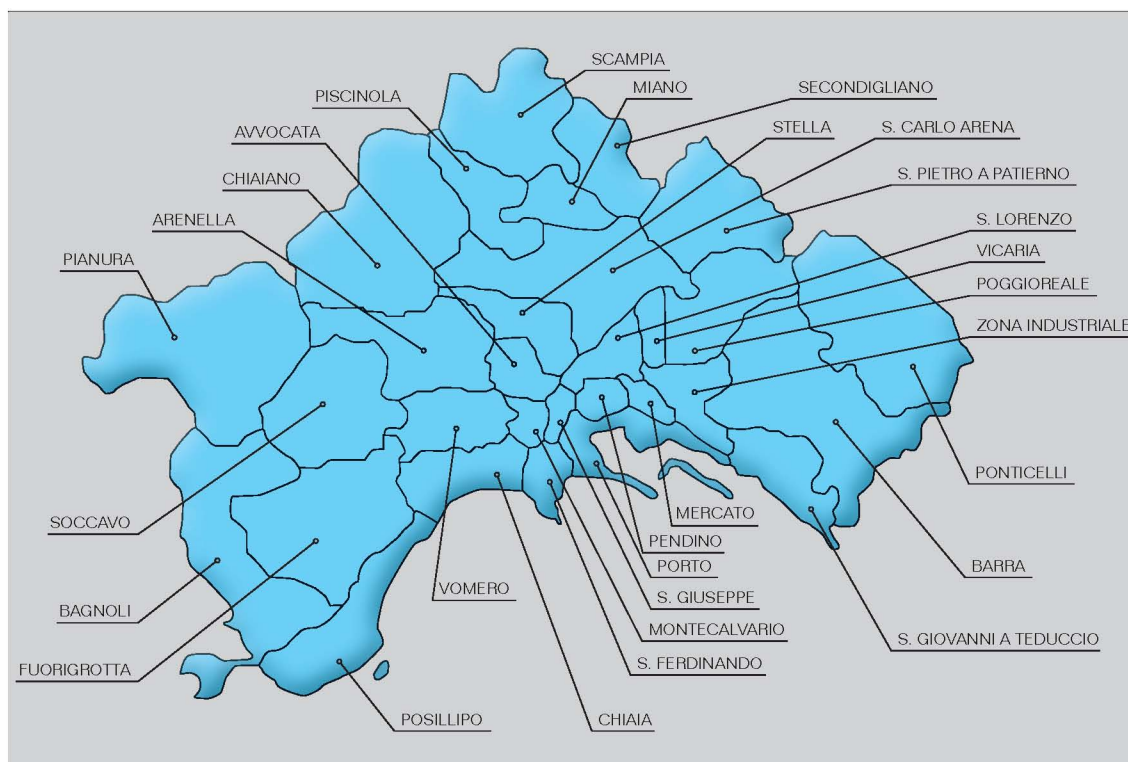 SCAMPIA
MIANO
SECONDIGLIANO
PISCINOLA
STELLA
S. CARLO ARENA
AVVOCATA
CHIAIANO
S. PIETRO A PATIERNO
ARENELLA
S. LORENZO
PIANURA
VICARIA
POGGIOREALE
ZONA INDUSTRIALE
PONTICELLI
SOCCAVO
MERCATO
PENDINO
PORTO
BARRA
VOMERO
S. GIUSEPPE
BAGNOLI
MONTECALVARIO
S. GIOVANNI A TEDUCCIO
FUORIGROTTA
S. FERDINANDO
POSILLIPO
CHIAIA